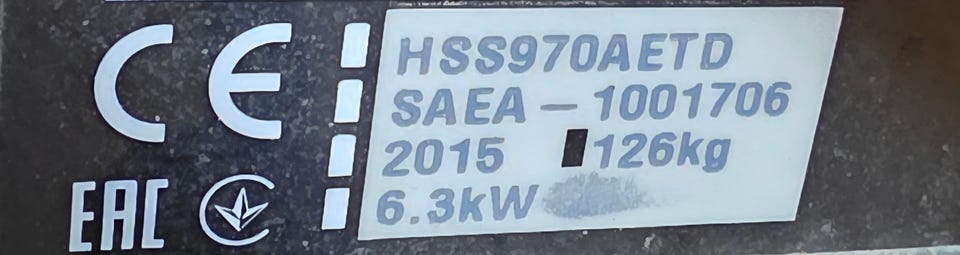 CE
HSS970AETD
SAEA-1001706
2015 126kg
6.3kW
EAC